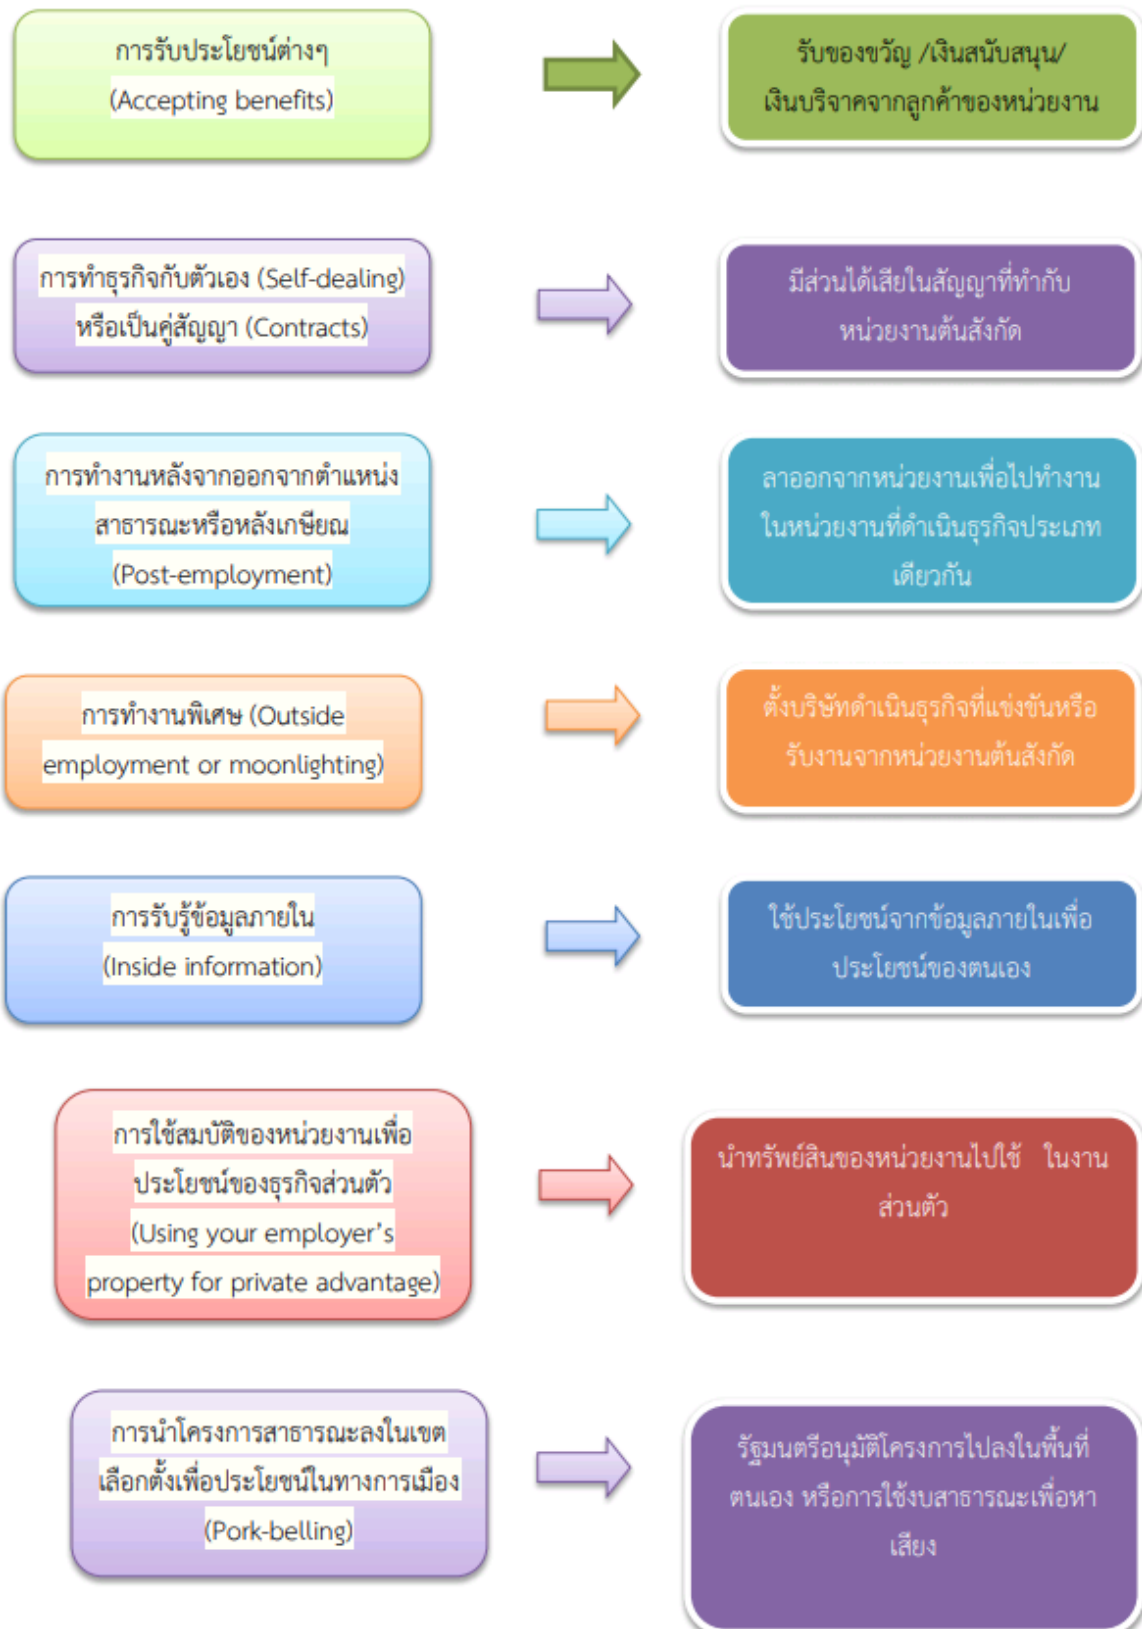 การรับประโยชน์ต่างๆ
(Accepting benefits)
รับของขวัญ /เงินสนับสนุน/
เงินบริจาคจากลูกค้าของหน่วยงาน
การทำธุรกิจกับตัวเอง (Self-dealing)
หรือเป็นคู่สัญญา (Contracts)
มีส่วนได้เสียในสัญญาที่ทำกับ
หน่วยงานต้นสังกัด
การทำงานหลังจากออกจากตำแหน่ง
สาธารณะหรือหลังเกษียณ
(Post-employment)
ลาออกจากหน่วยงานเพื่อไปทำงาน
ในหน่วยงานที่ดำเนินธุรกิจประเภท
เดียวกัน
การทำงานพิเศษ (Outside
employment or moonlighting)
ตั้งบริษัทดำเนินธุรกิจที่แข่งขันหรือ
รับงานจากหน่วยงานต้นสังกัด
การรับรู้ข้อมูลภายใน
(Inside information)
ใช้ประโยชน์จากข้อมูลภายในเพื่อ
ประโยชน์ของตนเอง
การใช้สมบัติของหน่วยงานเพื่อ
ประโยชน์ของธุรกิจส่วนตัว
(Using your employer's
property for private advantage)
นำทรัพย์สินของหน่วยงานไปใช้ ในงาน
ส่วนตัว
การนำโครงการสาธารณะลงในเขต
เลือกตั้งเพื่อประโยชน์ในทางการเมือง
(Pork-belling)
รัฐมนตรีอนุมัติโครงการไปลงในพื้นที่
ตนเอง หรือการใช้งบสาธารณะเพื่อหา
เสียง